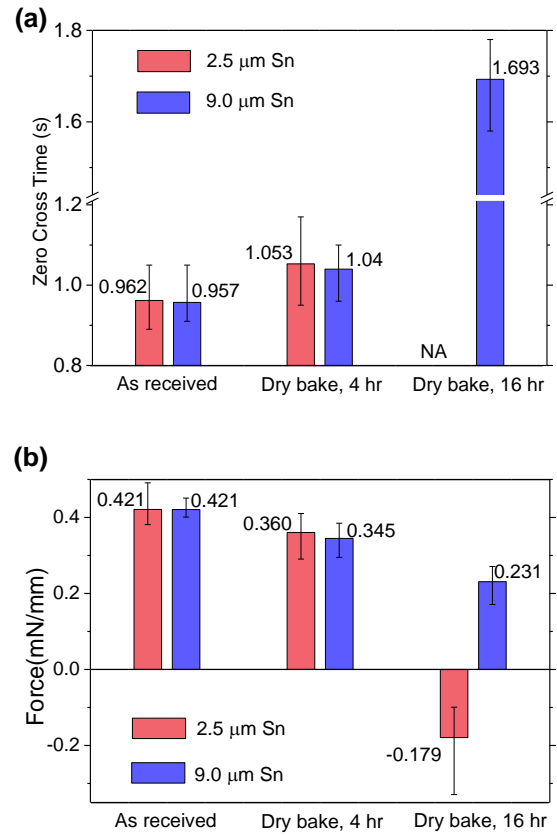 (a)
1.8
1.6
1.2
1.0
0.8
Zero Cross Time (s)
2.5 μm Sn
9.0 μm Sn
0.962
0.957
1.053
1.04
NA
1.693
As received
Dry bake, 4 hr
Dry bake, 16 hr
(b)
0.4
0.2
0.0
-0.2
Force(mN/mm)
0.421
0.421
0.360
0.345
0.231
-0.179
2.5 μm Sn
9.0 μm Sn
As received
Dry bake, 4 hr
Dry bake, 16 hr